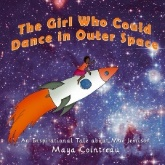 The Girl Who Could
Dance in Outer Space
An Inspirational Tale about Mae Jemison
Maya Cointreau